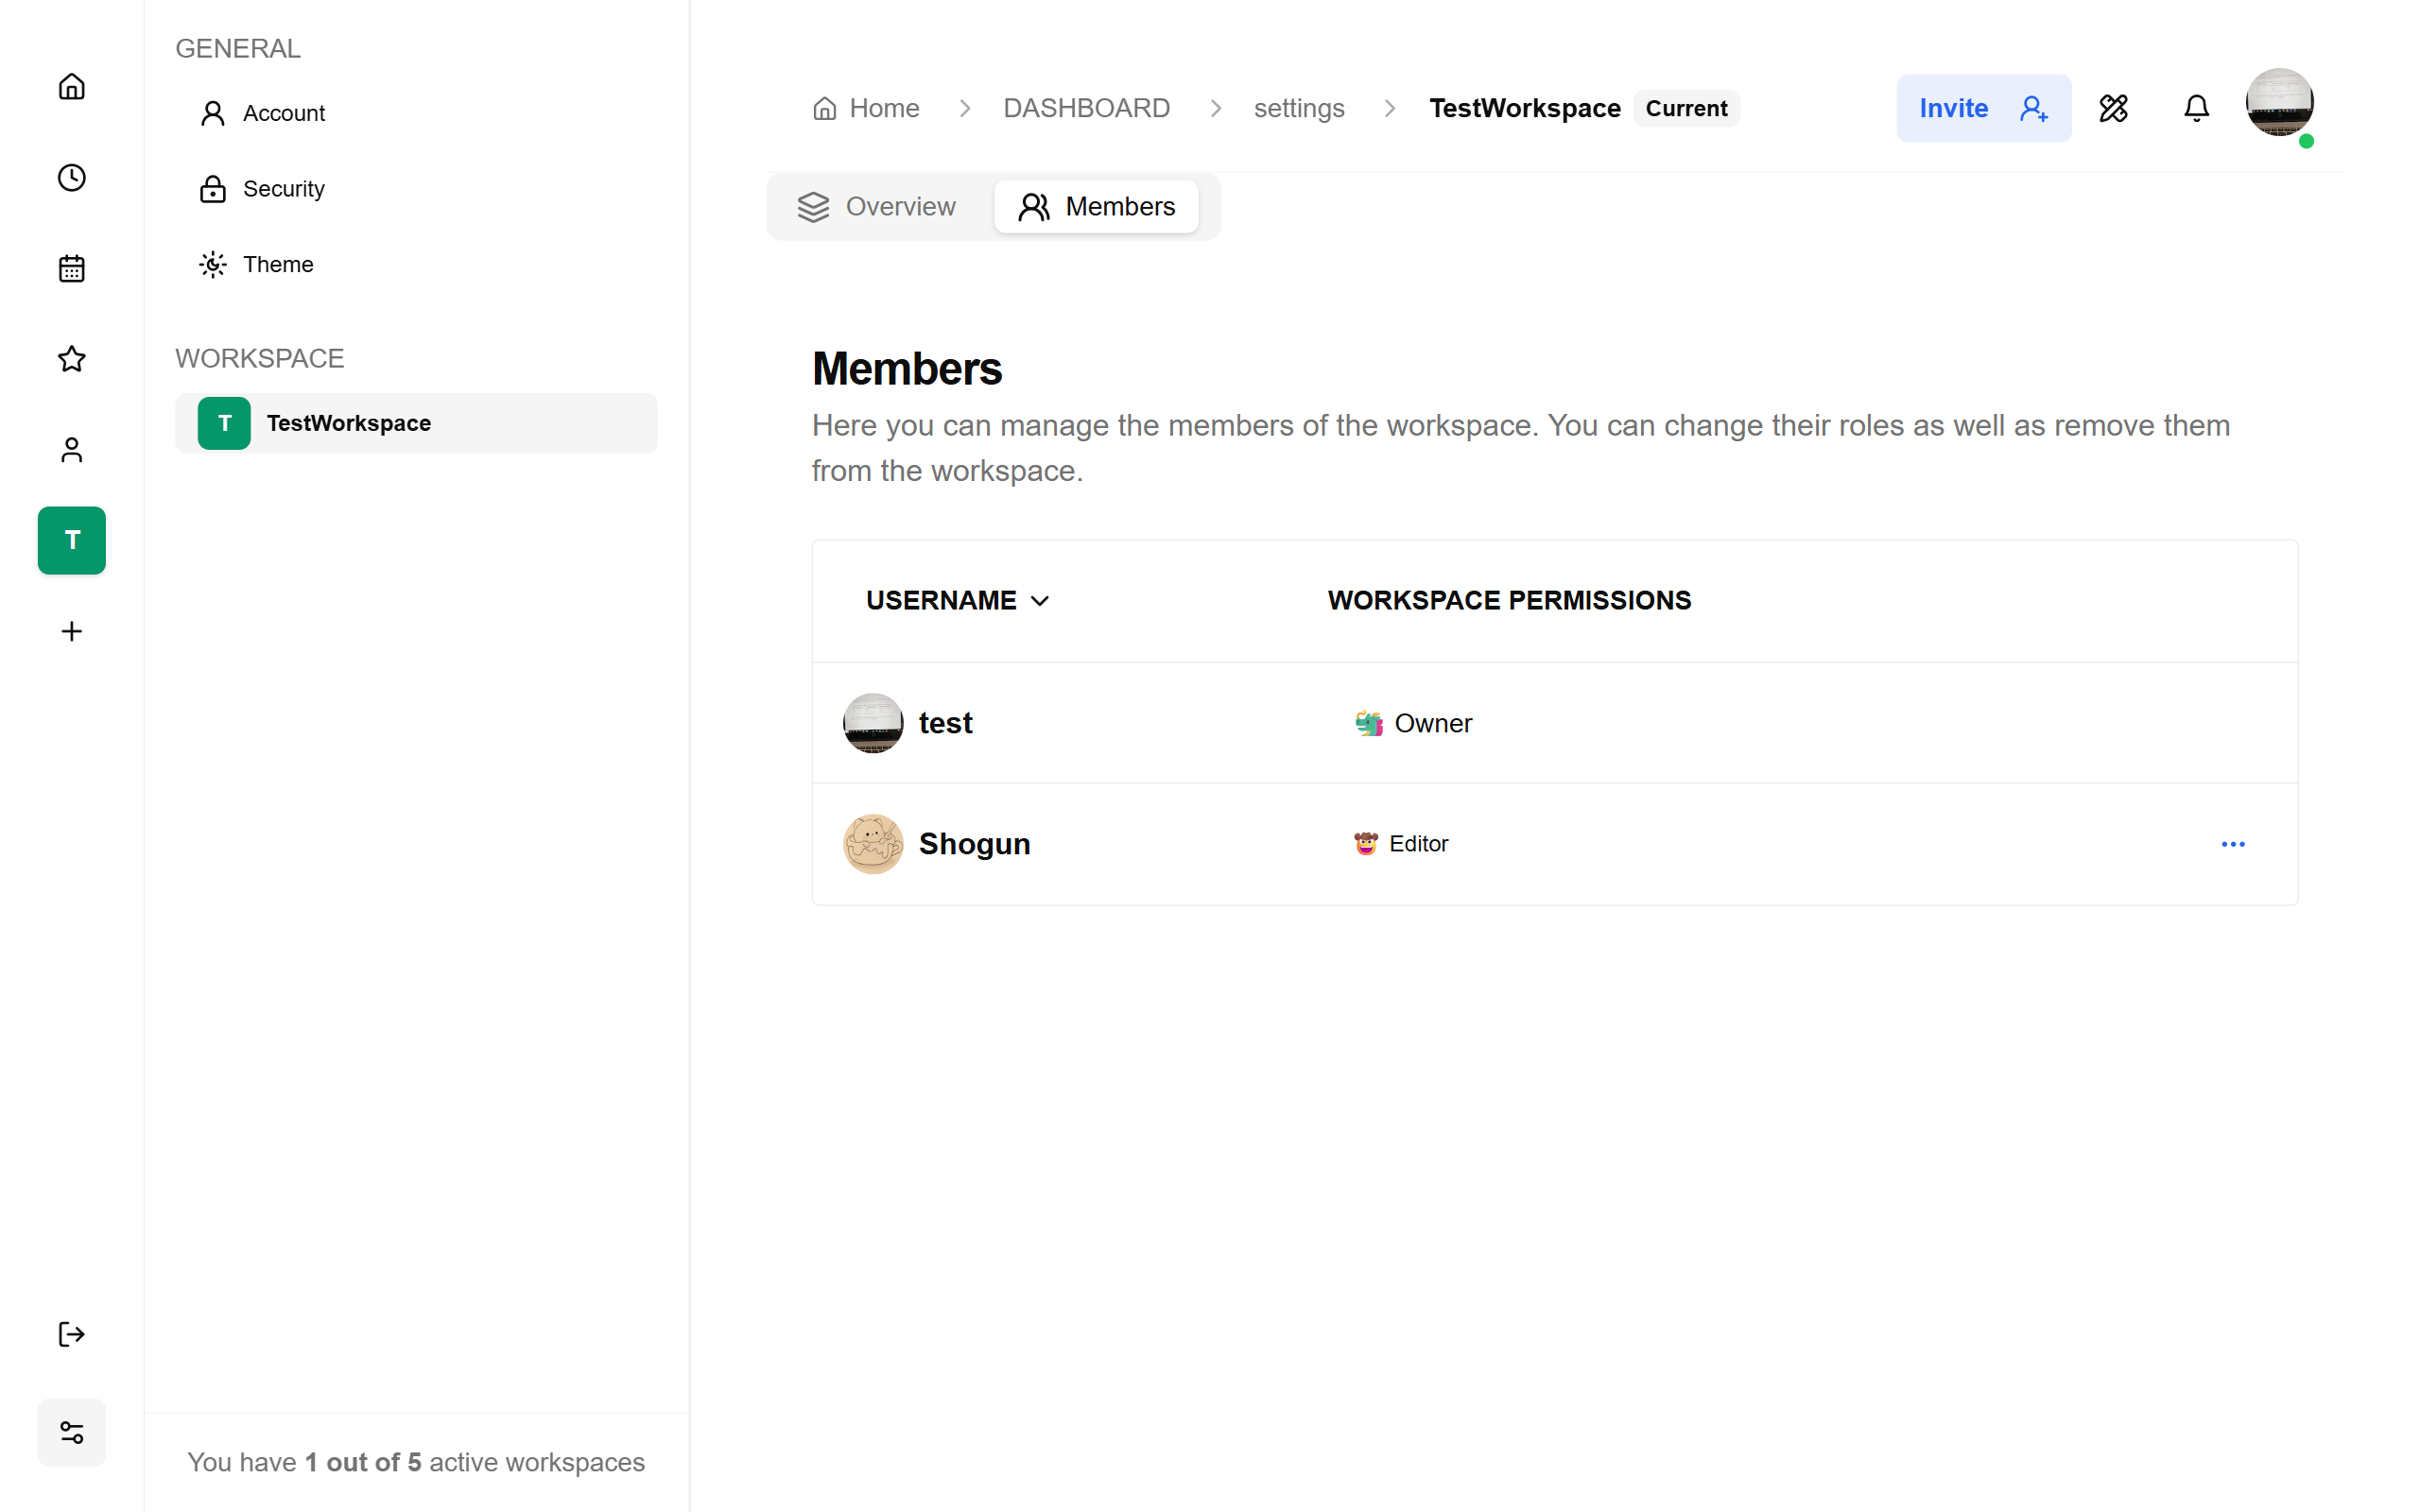 GENERAL
Account
Security
Theme
WORKSPACE
T TestWorkspace
T
You have 1 out of 5 active workspaces
Home DASHBOARD settings TestWorkspace Current
Invite
Overview Members
Members
Here you can manage the members of the workspace. You can change their roles as well as remove them
from the workspace.
USERNAME WORKSPACE PERMISSIONS
test Owner
Shogun Editor